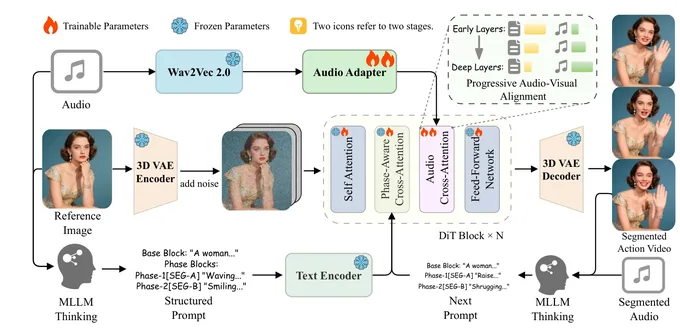 Trainable Parameters
Frozen Parameters
Two icons refer to two stages.
Early Layers:
Deep Layers:
Progressive Audio-Visual
Alignment
Audio
Wav2Vec 2.0
Audio Adapter
Reference
Image
3D VAE
Encoder
add noise
Self Attention
Phase-Aware
Cross-Attention
Audio
Cross-Attention
Feed-Forward
Network
DiT Block × N
3D VAE
Decoder
Segmented
Action Video
MLLM
Thinking
Base Block: "A woman..."
Phase Blocks:
Phase-1[SEG-A] "Waving..."
Phase-2[SEG-B] "Smiling..."
Structured
Prompt
Text Encoder
Base Block: "A woman..."
Phase-1[SEG-A] "Raise..."
Phase-2[SEG-B] "Shrugging..."
Next
Prompt
MLLM
Thinking
Segmented
Audio